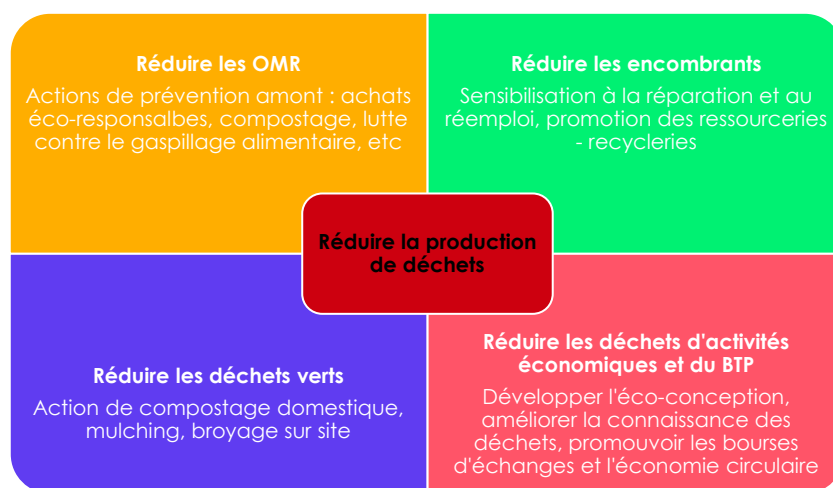 Réduire les OMR
Actions de prévention amont : achats
éco-responsalbes, compostage, lutte
contre le gaspillage alimentaire, etc
Réduire les encombrants
Sensibilisation à la réparation et au
réemploi, promotion des ressourceries
- recycleries
Réduire la production
de déchets
Réduire les déchets verts
Action de compostage domestique,
mulching, broyage sur site
Réduire les déchets d'activités
économiques et du BTP
Développer l'éco-conception,
améliorer la connaissance des
déchets, promouvoir les bourses
d'échanges et l'économie circulaire